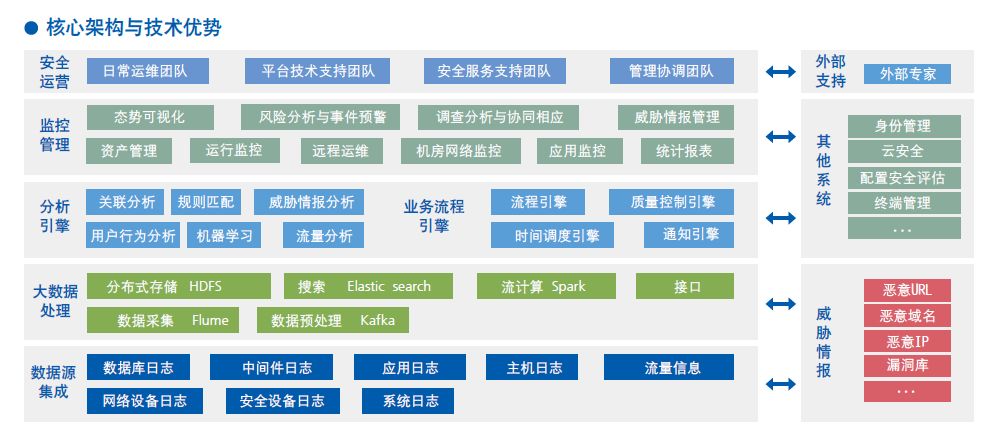 核心架构与技术优势
安全
运营
日常运维团队
平台技术支持团队
安全服务支持团队
管理协调团队
外部
支持
外部专家
监控
管理
态势可视化
风险分析与事件预警
调查分析与协同相应
威胁情报管理
资产管理
运行监控
远程运维
机房网络监控
应用监控
统计报表
其他系统
身份管理
云安全
配置安全评估
终端管理
...
分析
引擎
关联分析
规则匹配
威胁情报分析
用户行为分析
机器学习
流量分析
业务流程
引擎
流程引擎
质量控制引擎
时间调度引擎
通知引擎
大数据
处理
分布式存储 HDFS
搜索 Elastic search
流计算 Spark
接口
数据采集 Flume
数据预处理 Kafka
威胁情报
恶意URL
恶意域名
恶意IP
漏洞库
...
数据源
集成
数据库日志
中间件日志
应用日志
主机日志
流量信息
网络设备日志
安全设备日志
系统日志